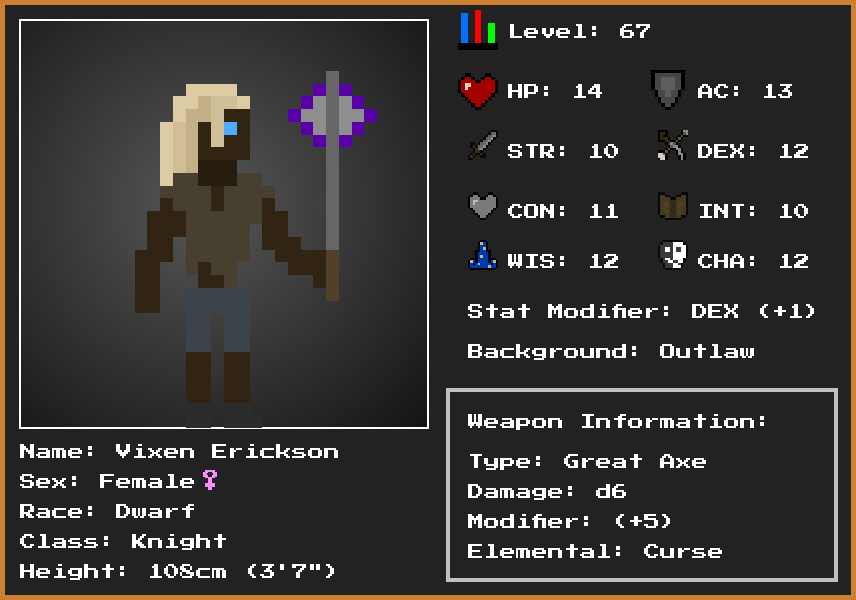 Level: 67
HP: 14
AC: 13
STR: 10
DEX: 12
CON: 11
INT: 10
WIS: 12
CHA: 12
Stat Modifier: DEX (+1)
Background: Outlaw
Weapon Information:
Type: Great Axe
Damage: d6
Modifier: (+5)
Elemental: Curse
Name: Vixen Erickson
Sex: Female♀
Race: Dwarf
Class: Knight
Height: 108cm (3'7")